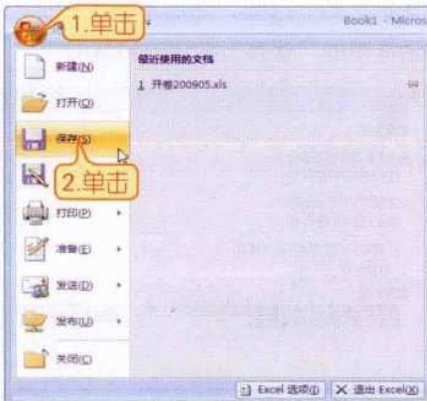 1.单击
Book1 - Micros
最近使用的文档
1 开卷200905.xls
新建(N)
打开(O)
保存(S)
2.单击
打印(P)
准备(E)
发送(D)
发布(U)
关闭(C)
Excel 选项(I)
退出 Excel(X)